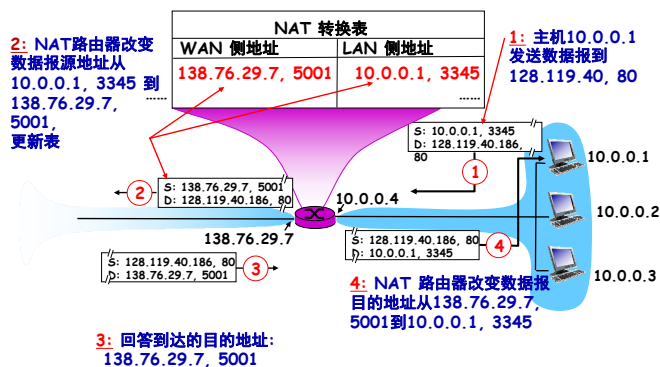 NAT 转换表
WAN 侧地址 LAN 侧地址
138.76.29.7, 5001 10.0.0.1, 3345
...... ......
2: NAT路由器改变
数据报源地址从
10.0.0.1, 3345 到
138.76.29.7,
5001,
更新表
1: 主机10.0.0.1
发送数据报到
128.119.40, 80
S: 10.0.0.1, 3345
D: 128.119.40.186,
80
1
10.0.0.1
2
S: 138.76.29.7, 5001
D: 128.119.40.186, 80
10.0.0.4
10.0.0.2
138.76.29.7
S: 128.119.40.186, 80
D: 10.0.0.1, 3345
4
S: 128.119.40.186, 80
D: 138.76.29.7, 5001
3
10.0.0.3
4: NAT 路由器改变数据报
目的地址从138.76.29.7,
5001到10.0.0.1, 3345
3: 回答到达的目的地址:
138.76.29.7, 5001